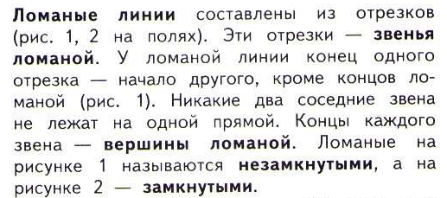 Ломаные линии составлены из отрезков
(рис. 1, 2 на полях). Эти отрезки — звенья
ломаной. У ломаной линии конец одного
отрезка — начало другого, кроме концов ло-
маной (рис. 1). Никакие два соседние звена
не лежат на одной прямой. Концы каждого
звена — вершины ломаной. Ломаные на
рисунке 1 называются незамкнутыми, а на
рисунке 2 — замкнутыми.